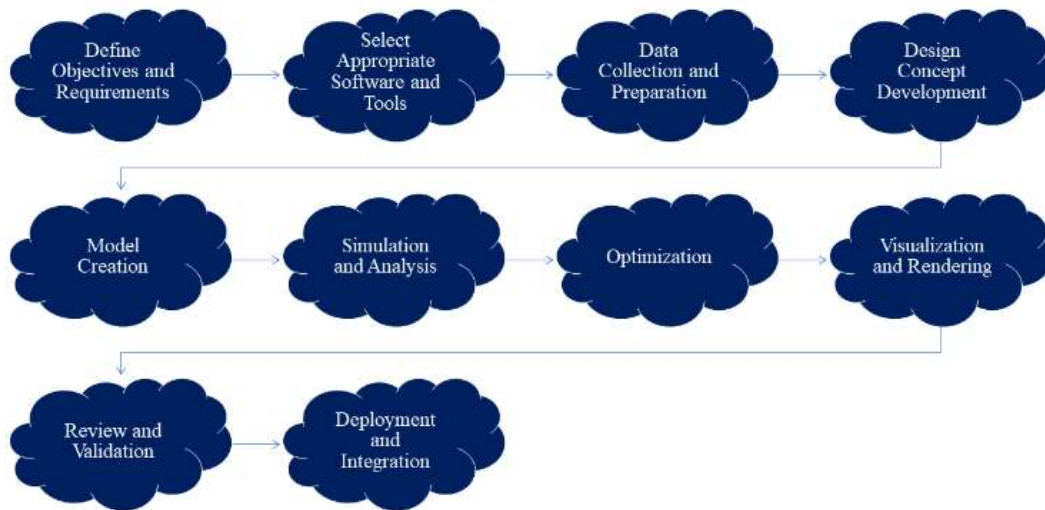 Define
Objectives and
Requirements
Select
Appropriate
Software and
Tools
Data
Collection and
Preparation
Design
Concept
Development
Model
Creation
Simulation
and Analysis
Optimization
Visualization
and Rendering
Review and
Validation
Deployment
and
Integration